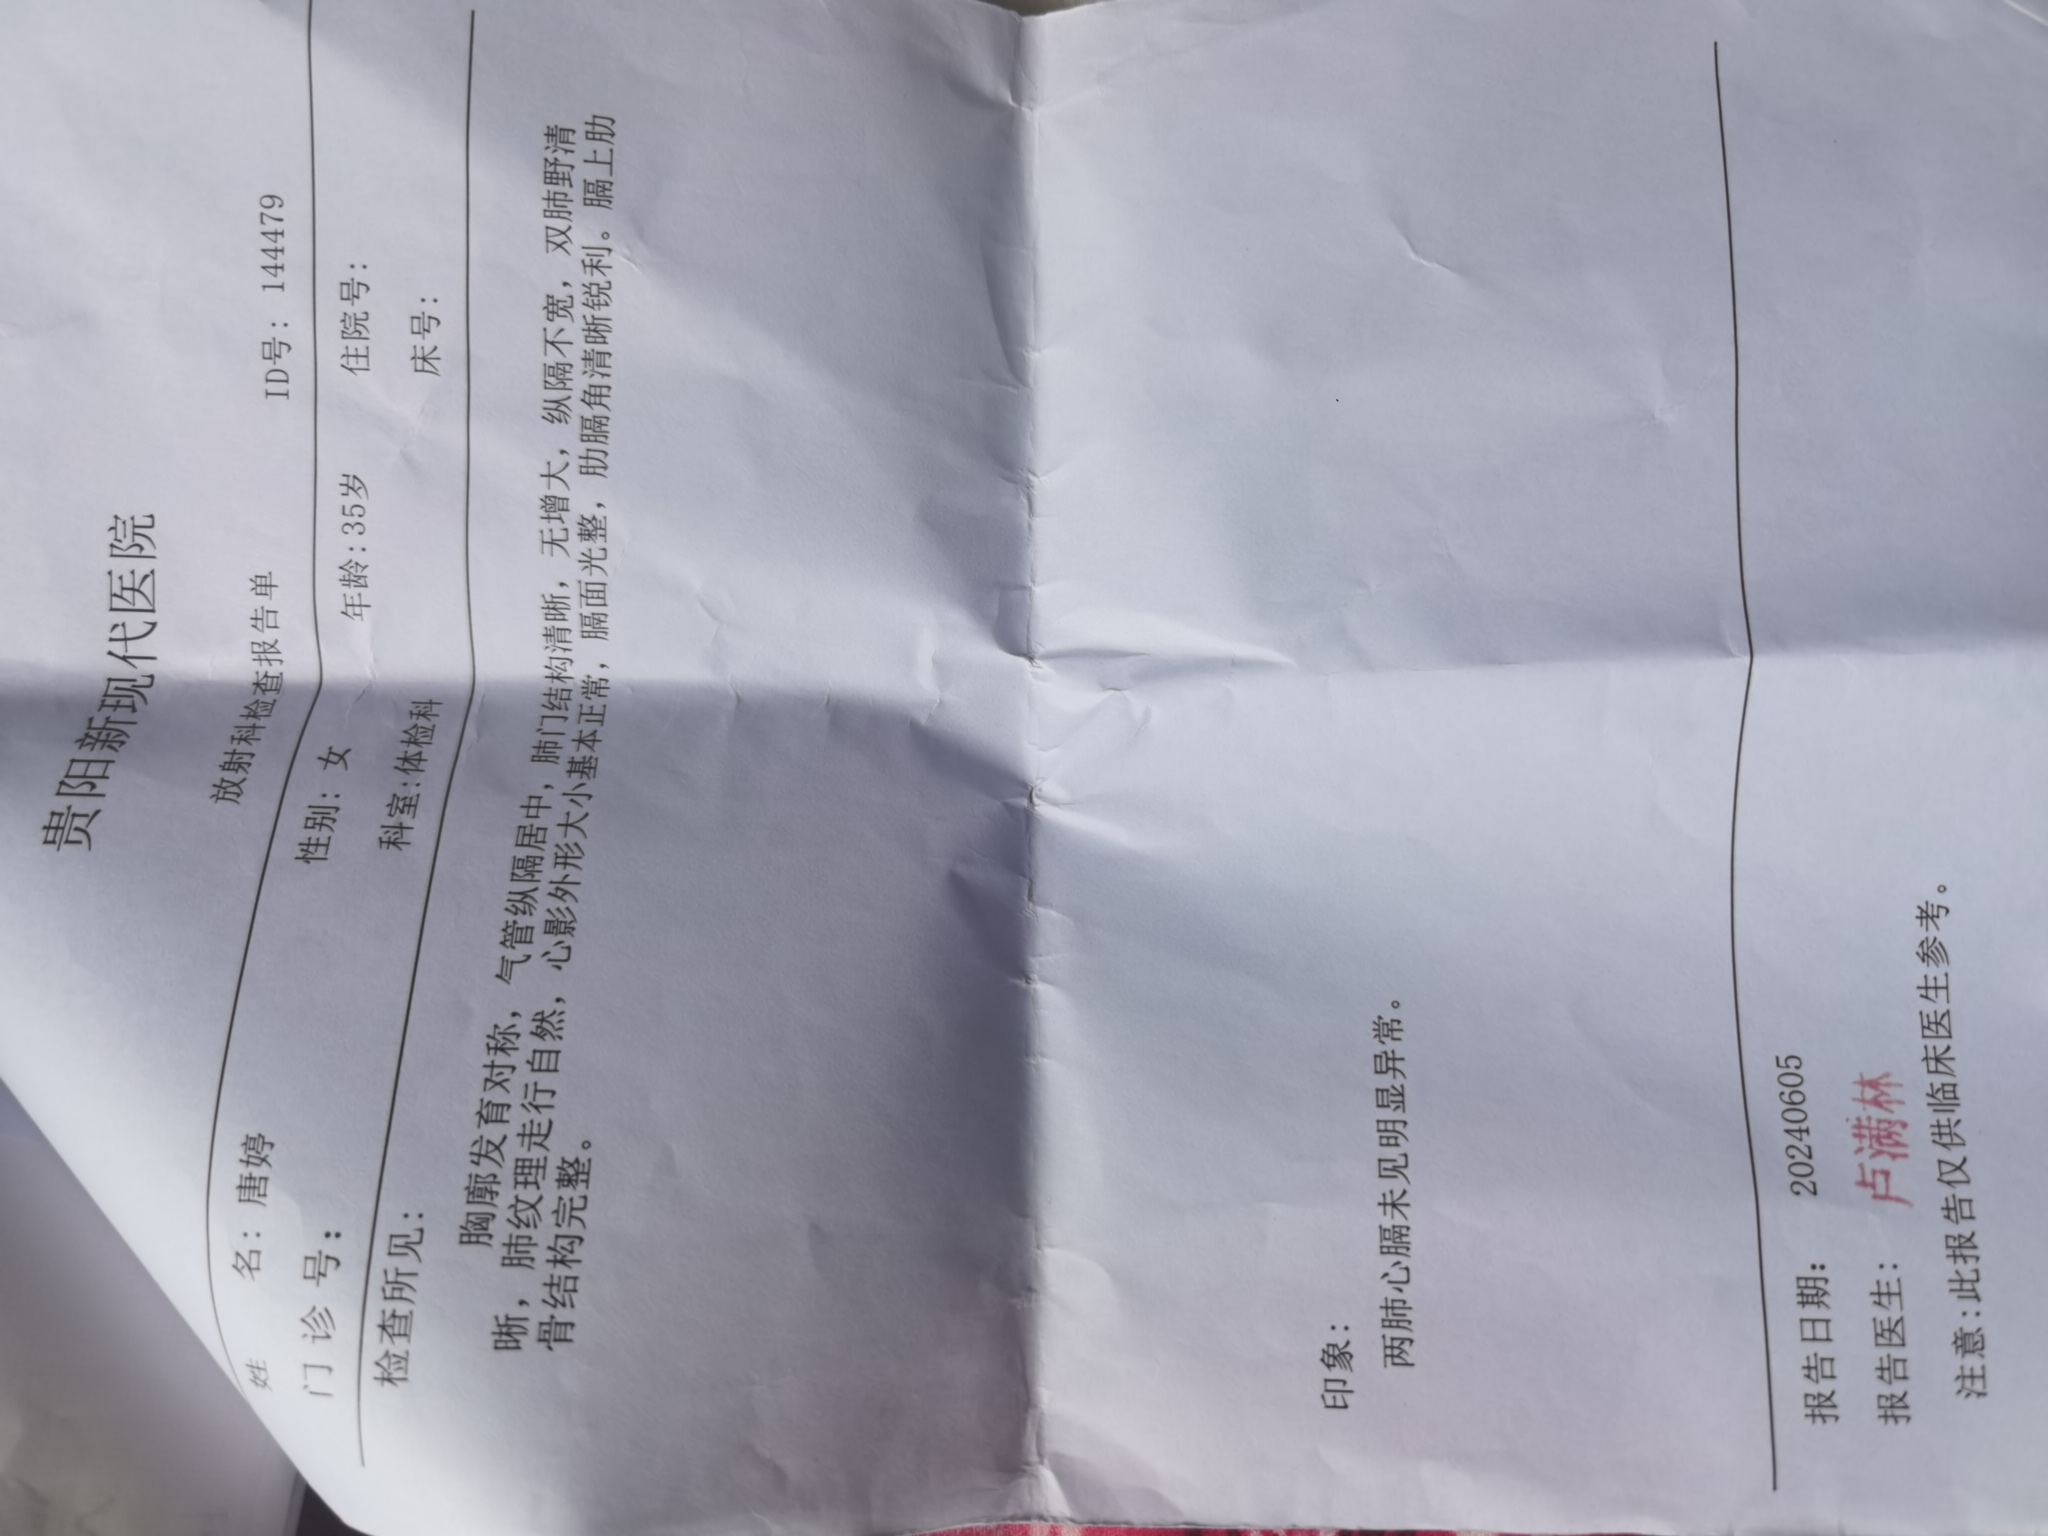 贵阳新现代医院
放射科检查报告单 ID号：144479
姓 名：唐婷 性别：女 年龄:35岁 住院号：
门 诊 号： 科室:体检科 床号：
检查所见：
胸廓发育对称，气管纵隔居中，肺门结构清晰，无增大，纵隔不宽，双肺野清
晰，肺纹理走行自然，心影外形大小基本正常，膈面光整，肋膈角清晰锐利。膈上肋
骨结构完整。
印象：
两肺心膈未见明显异常。
报告日期： 20240605
报告医生： 卢满林
注意:此报告仅供临床医生参考。